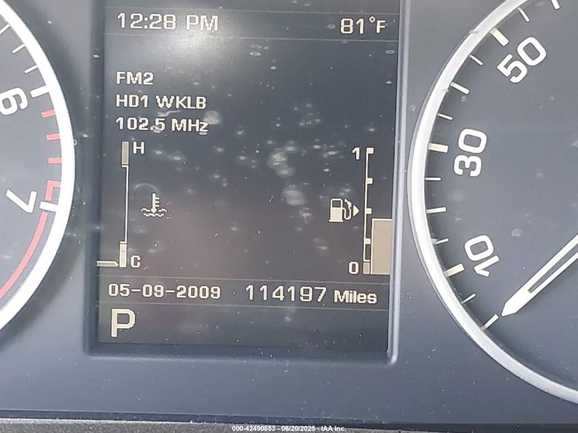 12:28 PM 81°F
FM2
HD1 WKLB
102.5 MHz
H 1
C 0
05-09-2009 114197 Miles
P
6
7
50
30
10
000-42490853 - 06/20/2025 - IAA Inc.